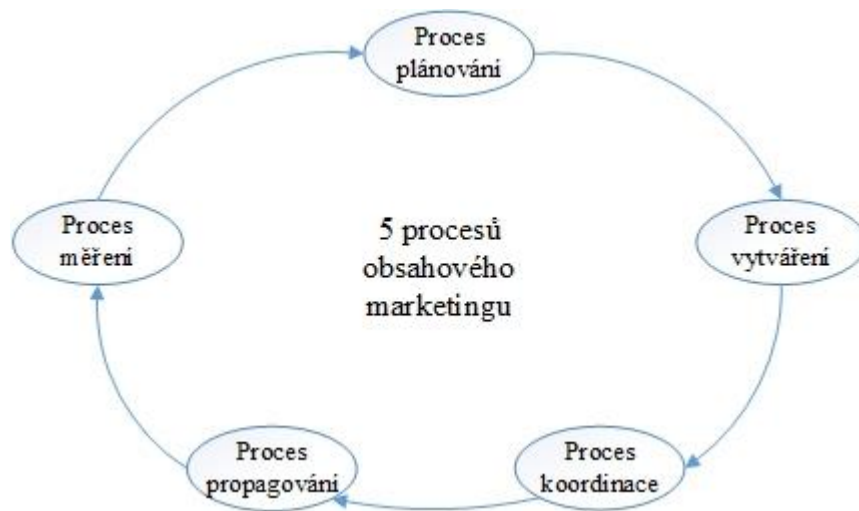 Proces
plánování
Proces
měření
5 procesů
obsahového
marketingu
Proces
vytváření
Proces
propagování
Proces
koordinace